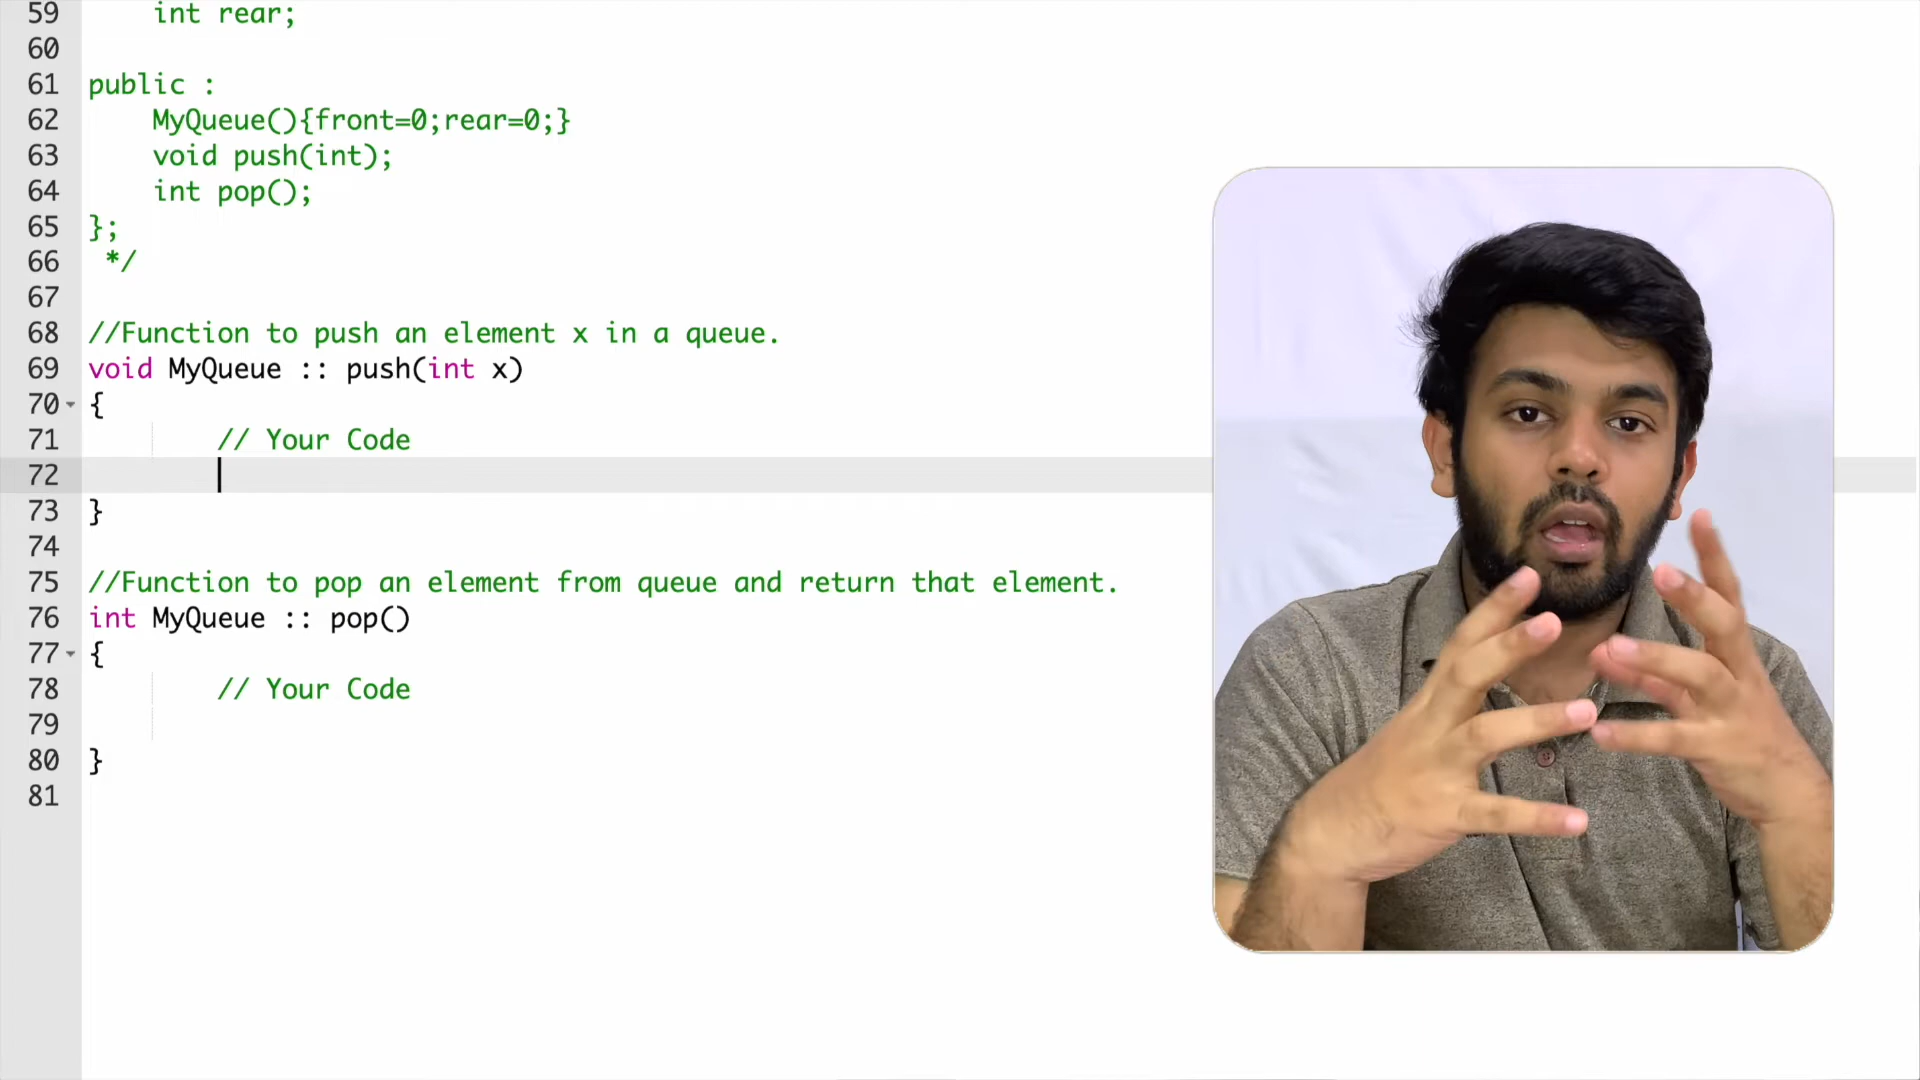 59 int rear;
60
61 public :
62 MyQueue(){front=0;rear=0;}
63 void push(int);
64 int pop();
65 };
66 */
67
68 //Function to push an element x in a queue.
69 void MyQueue :: push(int x)
70 {
71 // Your Code
72
73 }
74
75 //Function to pop an element from queue and return that element.
76 int MyQueue :: pop()
77 {
78 // Your Code
79
80 }
81